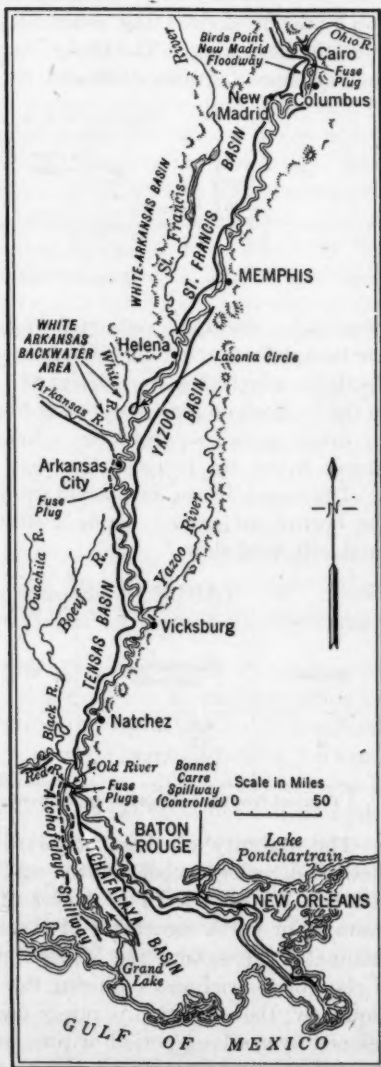 Birds Point
New Madrid
Floodway
River
Ohio R.
Cairo
Fuse
Plug
New
Madrid
Columbus
WHITE-ARKANSAS BASIN
St. Francis
ST. FRANCIS BASIN
MEMPHIS
WHITE
ARKANSAS
BACKWATER
AREA
Helena
White R.
Laconia Circle
Arkansas
YAZOO BASIN
Arkansas
City
Fuse
Plug
Yazoo River
Ouachita R.
Boeuf R.
TENSAS BASIN
Vicksburg
N
Natchez
Black R.
Red R.
Old River
Fuse
Plugs
Bonnet
Carre
Spillway
(Controlled)
Scale in Miles
0 50
BATON
ROUGE
Lake
Pontchartrain
Atchafalaya Spillway
ATCHAFALAYA BASIN
NEW ORLEANS
Grand
Lake
GULF OF MEXICO